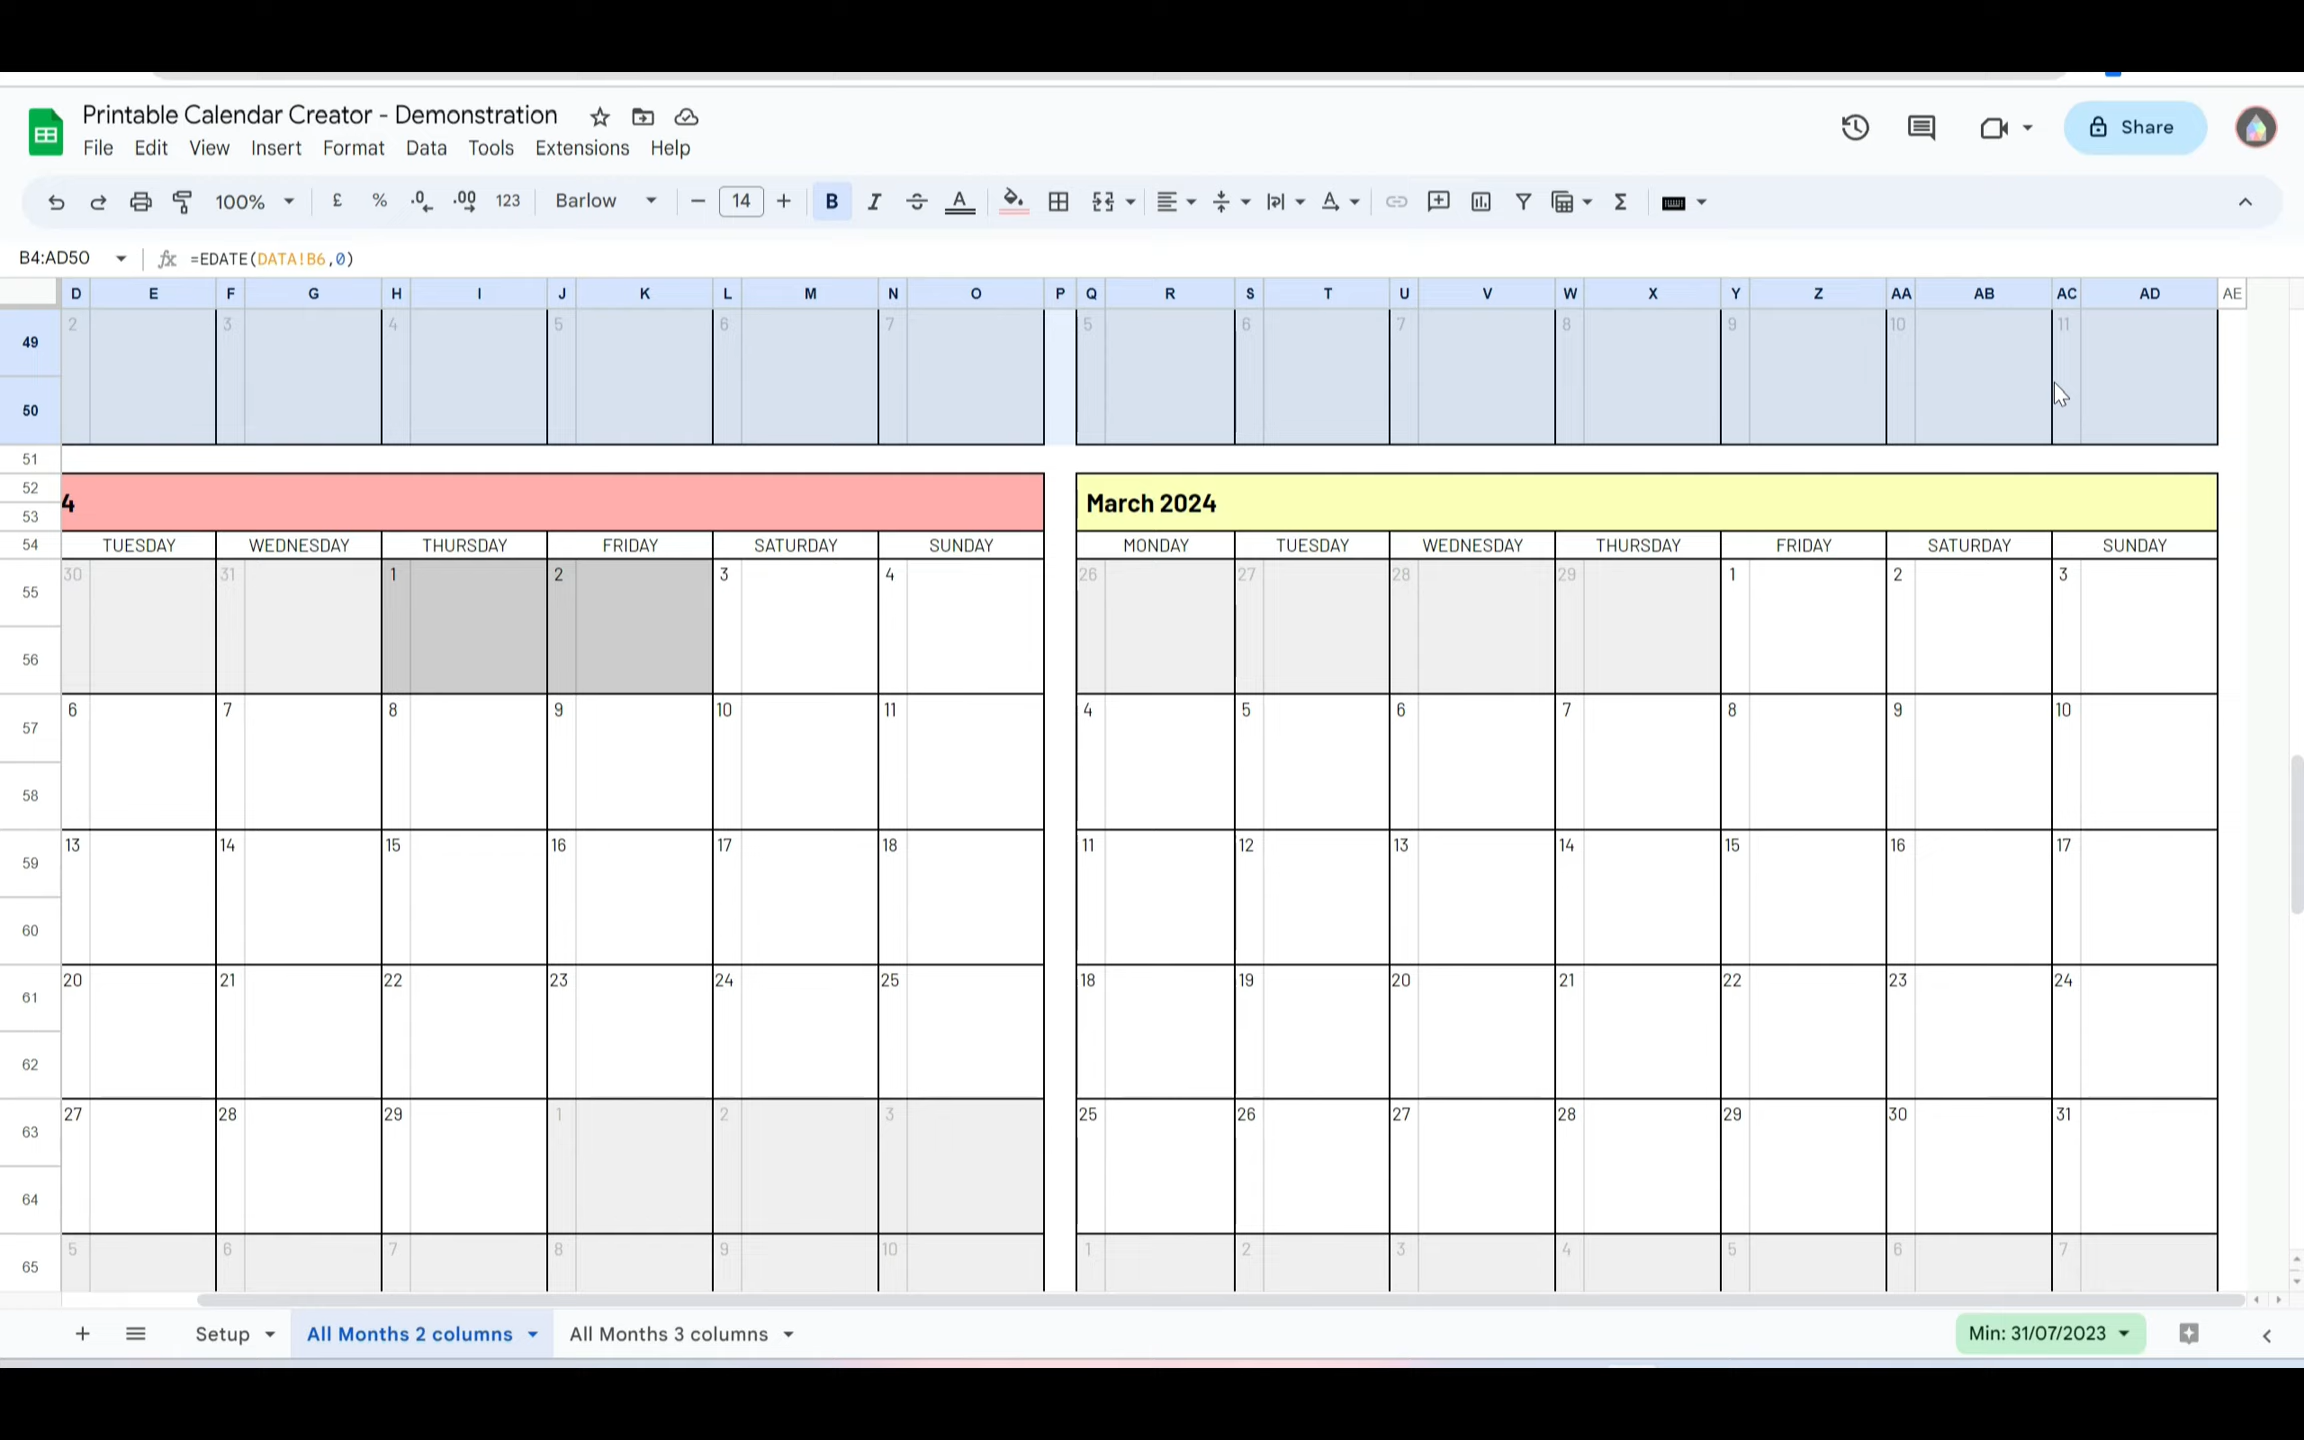 Printable Calendar Creator - Demonstration
File Edit View Insert Format Data Tools Extensions Help
Share
100% £ % .0 .00 123 Barlow 14 B I A
B4:AD50 fx =EDATE(DATA!B6,0)
D E F G H I J K L M N O P Q R S T U V W X Y Z AA AB AC AD AE
49 2 3 4 5 6 7 5 6 7 8 9 10 11
50
51
52
4 March 2024
53
54 TUESDAY WEDNESDAY THURSDAY FRIDAY SATURDAY SUNDAY MONDAY TUESDAY WEDNESDAY THURSDAY FRIDAY SATURDAY SUNDAY
55 30 31 1 2 3 4 26 27 28 29 1 2 3
56
57 6 7 8 9 10 11 4 5 6 7 8 9 10
58
59 13 14 15 16 17 18 11 12 13 14 15 16 17
60
61 20 21 22 23 24 25 18 19 20 21 22 23 24
62
63 27 28 29 1 2 3 25 26 27 28 29 30 31
64
65 5 6 7 8 9 10 1 2 3 4 5 6 7
Setup All Months 2 columns All Months 3 columns Min: 31/07/2023